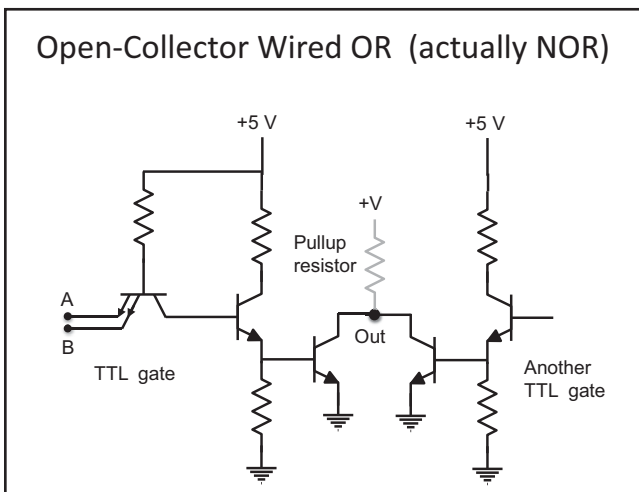 Open-Collector Wired OR (actually NOR)
+5 V
+5 V
+V
Pullup
resistor
A
B
Out
TTL gate
Another
TTL gate